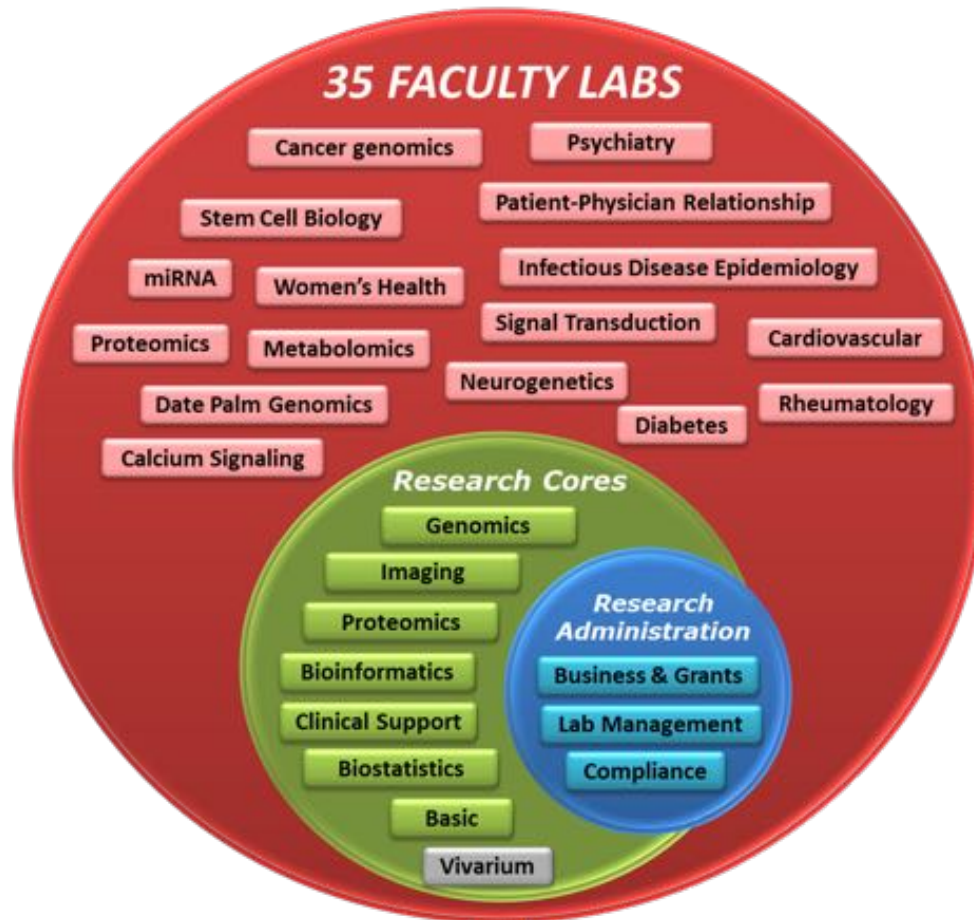 35 FACULTY LABS
Cancer genomics
Psychiatry
Stem Cell Biology
Patient-Physician Relationship
miRNA
Women's Health
Infectious Disease Epidemiology
Proteomics
Metabolomics
Signal Transduction
Cardiovascular
Date Palm Genomics
Neurogenetics
Rheumatology
Calcium Signaling
Diabetes
Research Cores
Genomics
Imaging
Proteomics
Bioinformatics
Clinical Support
Biostatistics
Basic
Vivarium
Research
Administration
Business & Grants
Lab Management
Compliance